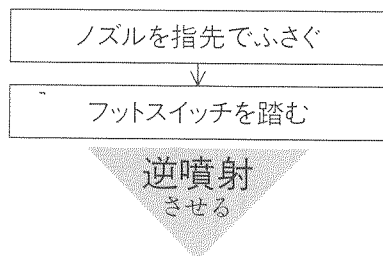 ノズルを指先でふさぐ
フットスイッチを踏む
逆噴射
させる